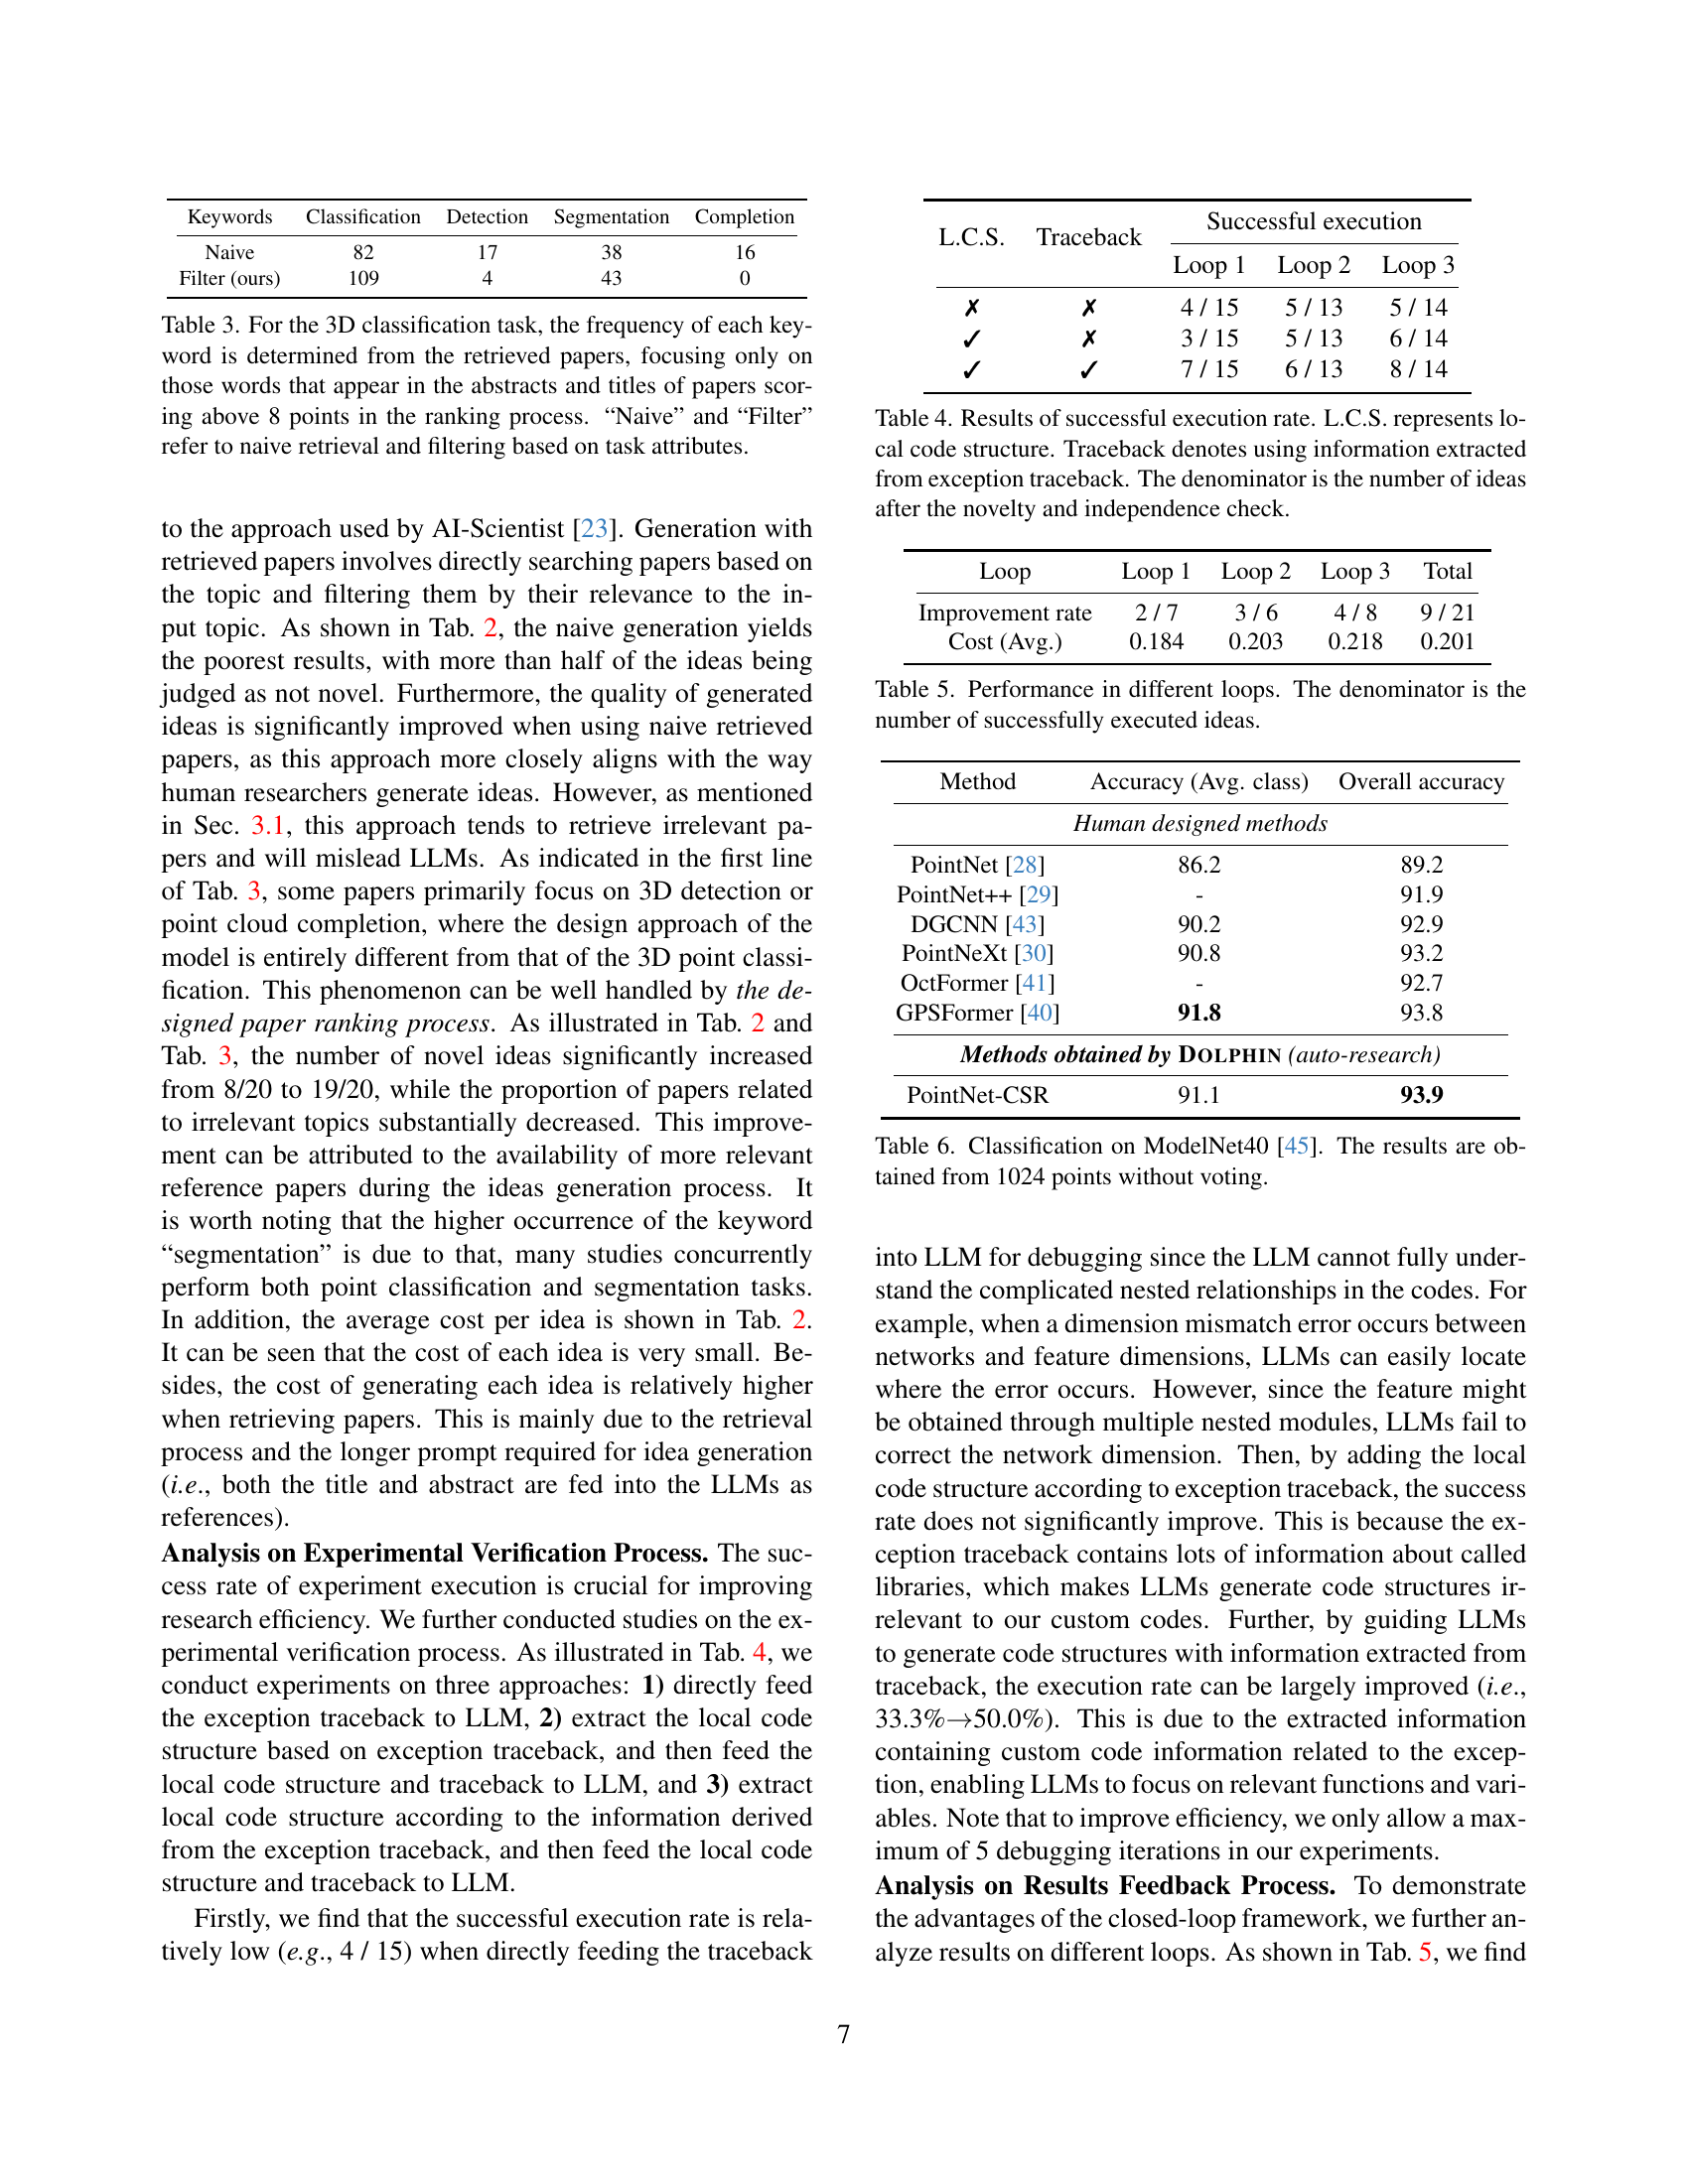 Keywords Classification Detection Segmentation Completion
Naive 82 17 38 16
Filter (ours) 109 4 43 0
Table 3. For the 3D classification task, the frequency of each key-
word is determined from the retrieved papers, focusing only on
those words that appear in the abstracts and titles of papers scor-
ing above 8 points in the ranking process. “Naive” and “Filter”
refer to naive retrieval and filtering based on task attributes.
to the approach used by AI-Scientist [23]. Generation with
retrieved papers involves directly searching papers based on
the topic and filtering them by their relevance to the in-
put topic. As shown in Tab. 2, the naive generation yields
the poorest results, with more than half of the ideas being
judged as not novel. Furthermore, the quality of generated
ideas is significantly improved when using naive retrieved
papers, as this approach more closely aligns with the way
human researchers generate ideas. However, as mentioned
in Sec. 3.1, this approach tends to retrieve irrelevant pa-
pers and will mislead LLMs. As indicated in the first line
of Tab. 3, some papers primarily focus on 3D detection or
point cloud completion, where the design approach of the
model is entirely different from that of the 3D point classi-
fication. This phenomenon can be well handled by the de-
signed paper ranking process. As illustrated in Tab. 2 and
Tab. 3, the number of novel ideas significantly increased
from 8/20 to 19/20, while the proportion of papers related
to irrelevant topics substantially decreased. This improve-
ment can be attributed to the availability of more relevant
reference papers during the ideas generation process. It
is worth noting that the higher occurrence of the keyword
“segmentation” is due to that, many studies concurrently
perform both point classification and segmentation tasks.
In addition, the average cost per idea is shown in Tab. 2.
It can be seen that the cost of each idea is very small. Be-
sides, the cost of generating each idea is relatively higher
when retrieving papers. This is mainly due to the retrieval
process and the longer prompt required for idea generation
(i.e., both the title and abstract are fed into the LLMs as
references).
Analysis on Experimental Verification Process. The suc-
cess rate of experiment execution is crucial for improving
research efficiency. We further conducted studies on the ex-
perimental verification process. As illustrated in Tab. 4, we
conduct experiments on three approaches: 1) directly feed
the exception traceback to LLM, 2) extract the local code
structure based on exception traceback, and then feed the
local code structure and traceback to LLM, and 3) extract
local code structure according to the information derived
from the exception traceback, and then feed the local code
structure and traceback to LLM.
Firstly, we find that the successful execution rate is rela-
tively low (e.g., 4 / 15) when directly feeding the traceback
L.C.S. Traceback Successful execution
Loop 1 Loop 2 Loop 3
✗ ✗ 4 / 15 5 / 13 5 / 14
✓ ✗ 3 / 15 5 / 13 6 / 14
✓ ✓ 7 / 15 6 / 13 8 / 14
Table 4. Results of successful execution rate. L.C.S. represents lo-
cal code structure. Traceback denotes using information extracted
from exception traceback. The denominator is the number of ideas
after the novelty and independence check.
Loop Loop 1 Loop 2 Loop 3 Total
Improvement rate 2 / 7 3 / 6 4 / 8 9 / 21
Cost (Avg.) 0.184 0.203 0.218 0.201
Table 5. Performance in different loops. The denominator is the
number of successfully executed ideas.
Method Accuracy (Avg. class) Overall accuracy
Human designed methods
PointNet [28] 86.2 89.2
PointNet++ [29] - 91.9
DGCNN [43] 90.2 92.9
PointNeXt [30] 90.8 93.2
OctFormer [41] - 92.7
GPSFormer [40] 91.8 93.8
Methods obtained by DOLPHIN (auto-research)
PointNet-CSR 91.1 93.9
Table 6. Classification on ModelNet40 [45]. The results are ob-
tained from 1024 points without voting.
into LLM for debugging since the LLM cannot fully under-
stand the complicated nested relationships in the codes. For
example, when a dimension mismatch error occurs between
networks and feature dimensions, LLMs can easily locate
where the error occurs. However, since the feature might
be obtained through multiple nested modules, LLMs fail to
correct the network dimension. Then, by adding the local
code structure according to exception traceback, the success
rate does not significantly improve. This is because the ex-
ception traceback contains lots of information about called
libraries, which makes LLMs generate code structures ir-
relevant to our custom codes. Further, by guiding LLMs
to generate code structures with information extracted from
traceback, the execution rate can be largely improved (i.e.,
33.3%→50.0%). This is due to the extracted information
containing custom code information related to the excep-
tion, enabling LLMs to focus on relevant functions and vari-
ables. Note that to improve efficiency, we only allow a max-
imum of 5 debugging iterations in our experiments.
Analysis on Results Feedback Process. To demonstrate
the advantages of the closed-loop framework, we further an-
alyze results on different loops. As shown in Tab. 5, we find
7